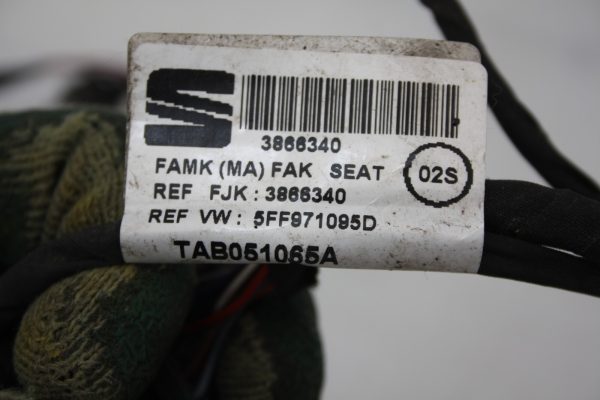 3866340
FAMK (MA) FAK SEAT 02S
REF FJK : 3866340
REF VW : 5FF971095D
TAB051065A